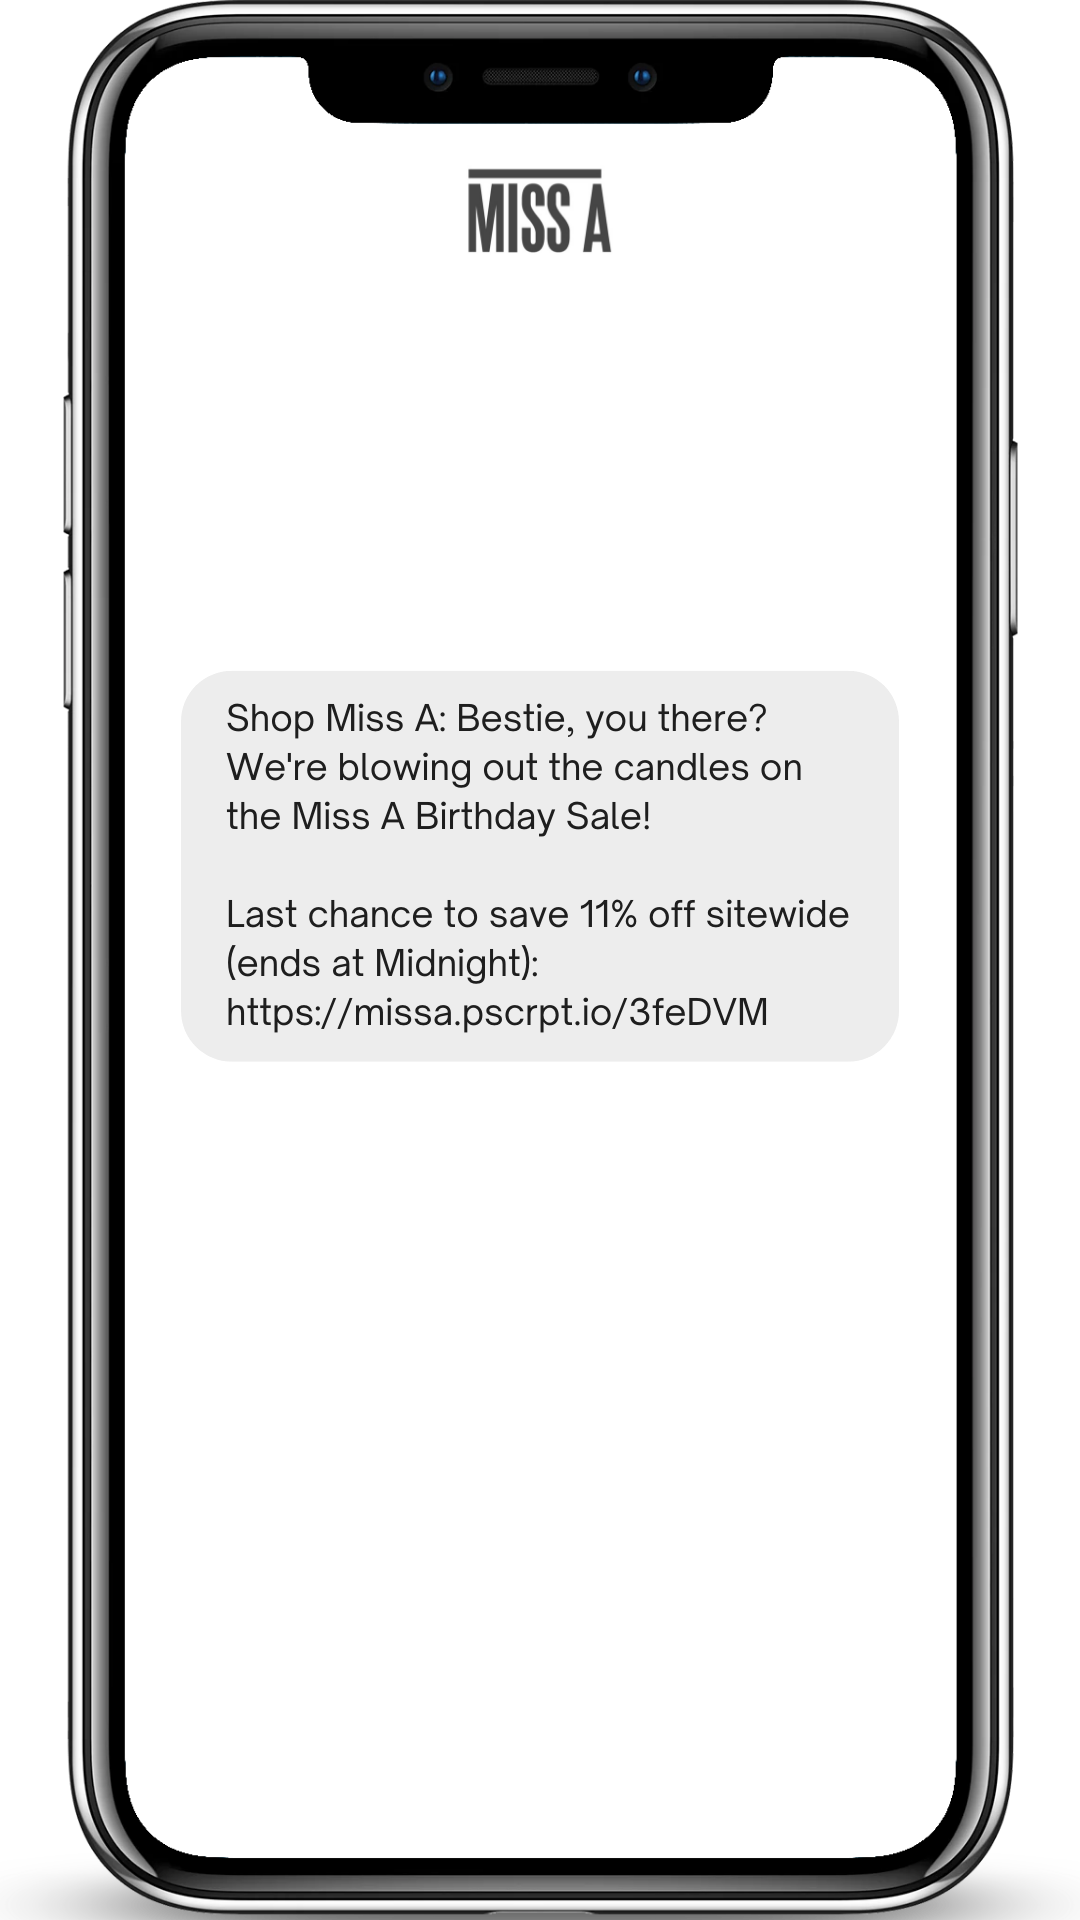 MISS A
Shop Miss A: Bestie, you there?
We're blowing out the candles on
the Miss A Birthday Sale!
Last chance to save 11% off sitewide
(ends at Midnight):
https://missa.pscrpt.io/3feDVM